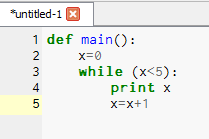 *untitled-1
1 def main():
2     x=0
3     while (x<5):
4         print x
5         x=x+1